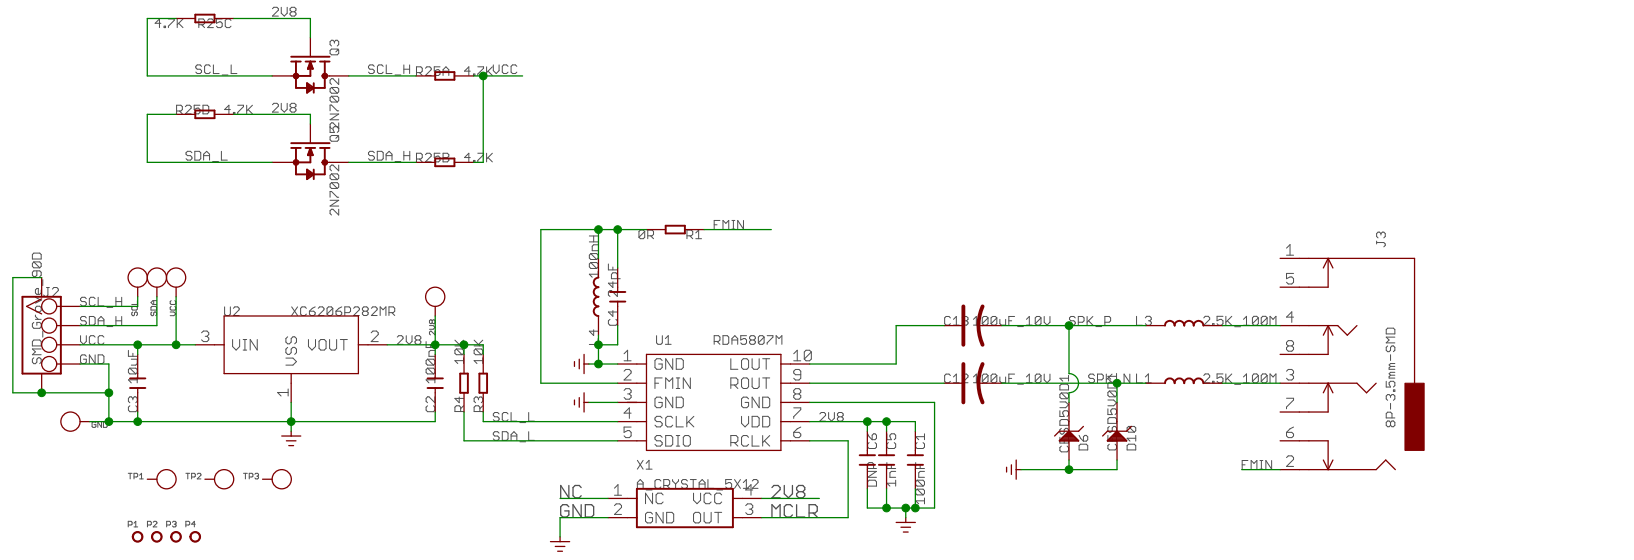 4.7K R25C 2V8
Q3
SCL_L
SCL_H R25A 4.7K VCC
2N7002
R25D 4.7K 2V8
SDA_L
SDA_H R25B 4.7K
2N7002
0R R1 FMIN
100nH
C4 24pF
J2
SCL_H
SDA_H
VCC
GND
SCL
SDA
VCC
GND
C3 10uF
U2 XC6206P282MR
3 VIN VOUT 2
VSS
1
2V8
2V8
C2 100nF
R4 10K
R3 10K
SCL_L
SDA_L
U1 RDA5807M
1 GND LOUT 10
2 FMIN ROUT 9
3 GND GND 8
4 SCLK VDD 7
5 SDIO RCLK 6
2V8
C6 DNP
C5 1nF
C1 100nF
X1
A_CRYSTAL_5X12
NC 1 NC VCC 4 2V8
GND 2 GND OUT 3 MCLR
100uF_10V SPK_P L3 2.5K_100M
C12 100uF_10V SPK_N L1 2.5K_100M
D6
D10
J3
1
5
4
8
3
7
6
FMIN 2
8P-3.5mm-SMD
TP1 TP2 TP3
P1 P2 P3 P4